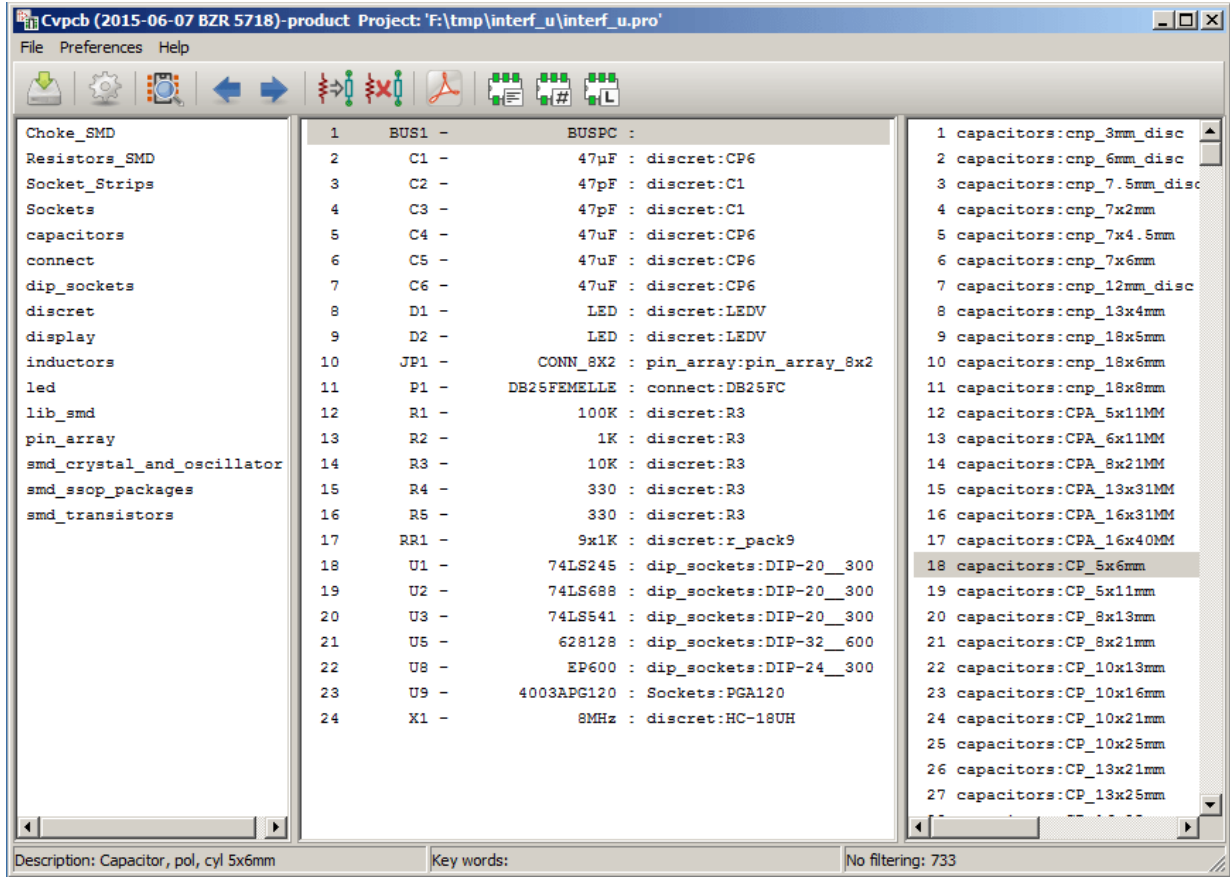 Cvpcb (2015-06-07 BZR 5718)-product Project: 'F:\tmp\interf_u\interf_u.pro'
File Preferences Help
Choke_SMD
Resistors_SMD
Socket_Strips
Sockets
capacitors
connect
dip_sockets
discret
display
inductors
led
lib_smd
pin_array
smd_crystal_and_oscillator
smd_ssop_packages
smd_transistors
1 BUS1 - BUSPC :
2 C1 - 47µF : discret:CP6
3 C2 - 47pF : discret:C1
4 C3 - 47pF : discret:C1
5 C4 - 47uF : discret:CP6
6 C5 - 47uF : discret:CP6
7 C6 - 47uF : discret:CP6
8 D1 - LED : discret:LEDV
9 D2 - LED : discret:LEDV
10 JP1 - CONN_8X2 : pin_array:pin_array_8x2
11 P1 - DB25FEMELLE : connect:DB25FC
12 R1 - 100K : discret:R3
13 R2 - 1K : discret:R3
14 R3 - 10K : discret:R3
15 R4 - 330 : discret:R3
16 R5 - 330 : discret:R3
17 RR1 - 9x1K : discret:r_pack9
18 U1 - 74LS245 : dip_sockets:DIP-20__300
19 U2 - 74LS688 : dip_sockets:DIP-20__300
20 U3 - 74LS541 : dip_sockets:DIP-20__300
21 U5 - 628128 : dip_sockets:DIP-32__600
22 U8 - EP600 : dip_sockets:DIP-24__300
23 U9 - 4003APG120 : Sockets:PGA120
24 X1 - 8MHz : discret:HC-18UH
1 capacitors:cnp_3mm_disc
2 capacitors:cnp_6mm_disc
3 capacitors:cnp_7.5mm_disc
4 capacitors:cnp_7x2mm
5 capacitors:cnp_7x4.5mm
6 capacitors:cnp_7x6mm
7 capacitors:cnp_12mm_disc
8 capacitors:cnp_13x4mm
9 capacitors:cnp_18x5mm
10 capacitors:cnp_18x6mm
11 capacitors:cnp_18x8mm
12 capacitors:CPA_5x11MM
13 capacitors:CPA_6x11MM
14 capacitors:CPA_8x21MM
15 capacitors:CPA_13x31MM
16 capacitors:CPA_16x31MM
17 capacitors:CPA_16x40MM
18 capacitors:CP_5x6mm
19 capacitors:CP_5x11mm
20 capacitors:CP_8x13mm
21 capacitors:CP_8x21mm
22 capacitors:CP_10x13mm
23 capacitors:CP_10x16mm
24 capacitors:CP_10x21mm
25 capacitors:CP_10x25mm
26 capacitors:CP_13x21mm
27 capacitors:CP_13x25mm
Description: Capacitor, pol, cyl 5x6mm
Key words:
No filtering: 733